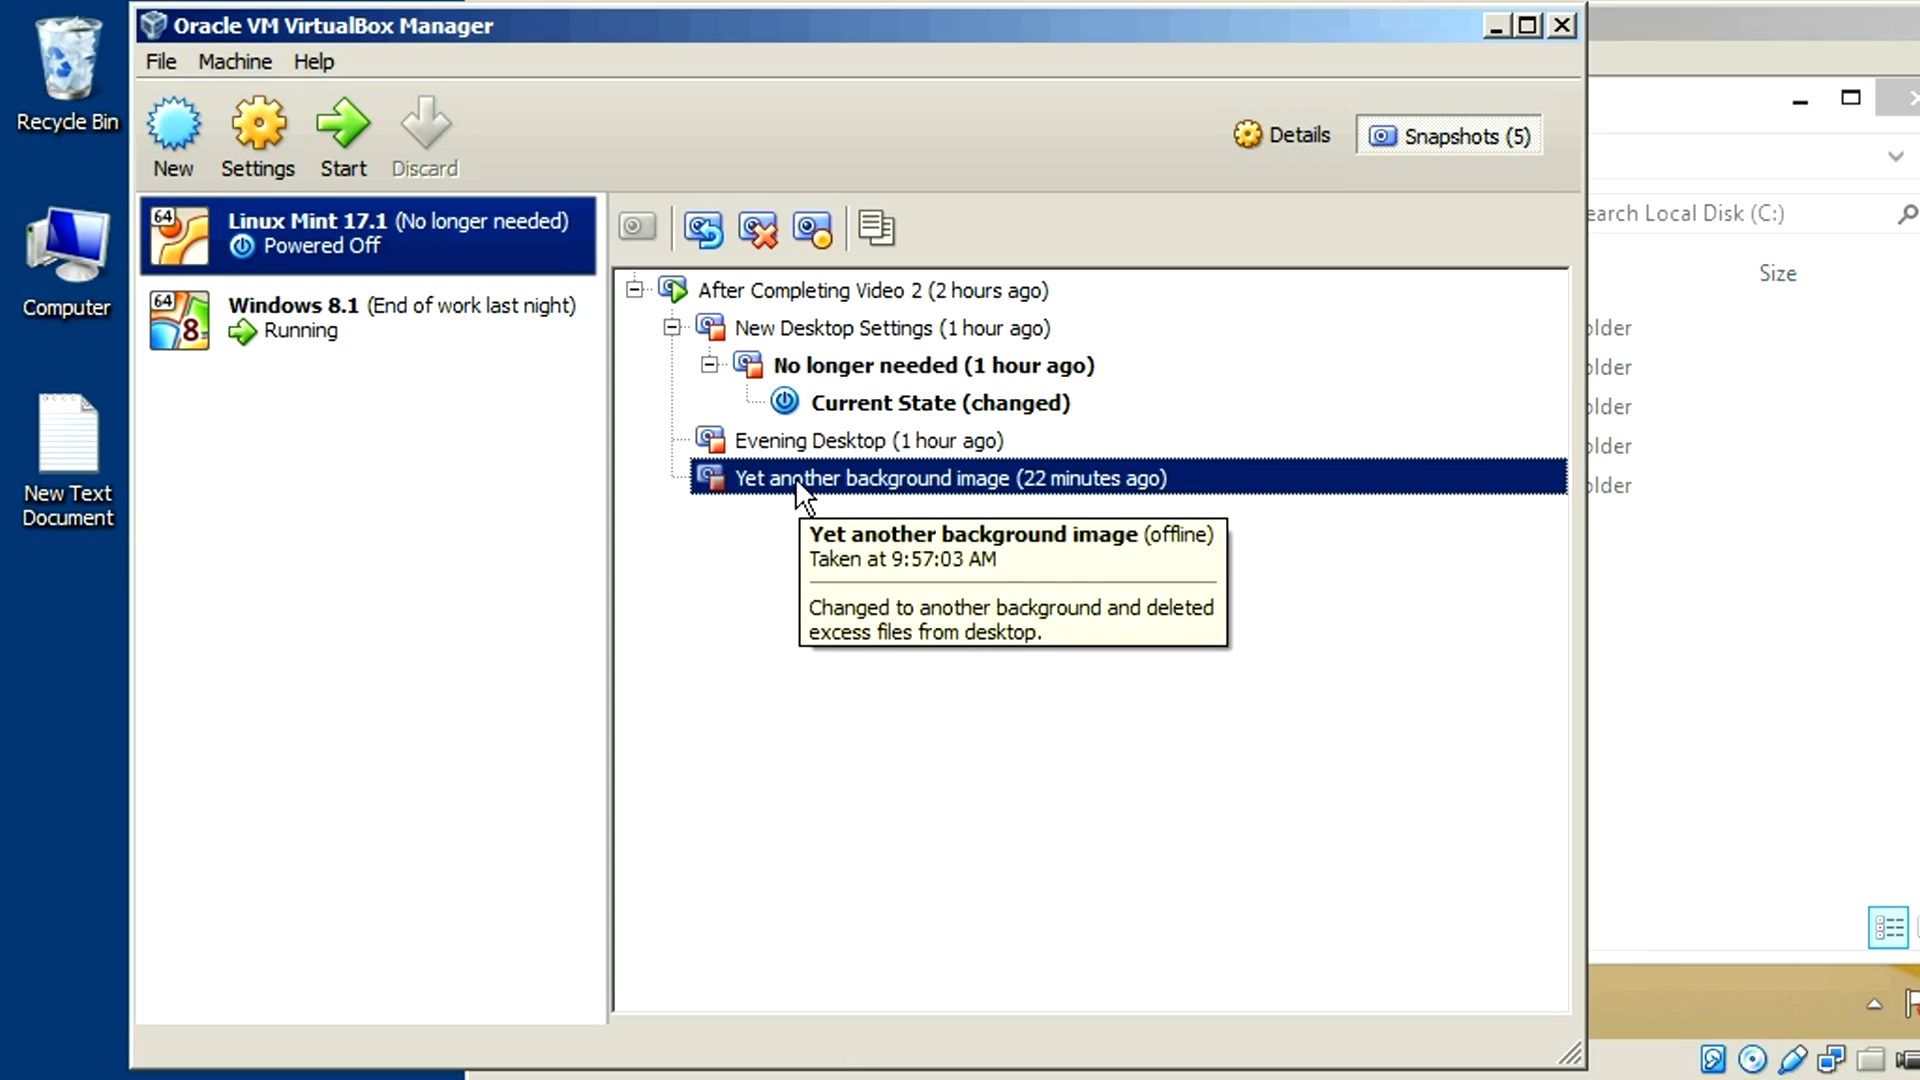 Recycle Bin
Computer
New Text
Document
Oracle VM VirtualBox Manager
File Machine Help
New Settings Start Discard
Details Snapshots (5)
Linux Mint 17.1 (No longer needed)
Powered Off
Windows 8.1 (End of work last night)
Running
64
64
8
After Completing Video 2 (2 hours ago)
New Desktop Settings (1 hour ago)
No longer needed (1 hour ago)
Current State (changed)
Evening Desktop (1 hour ago)
Yet another background image (22 minutes ago)
Yet another background image (offline)
Taken at 9:57:03 AM
Changed to another background and deleted
excess files from desktop.
earch Local Disk (C:)
Size
older
older
older
older
older